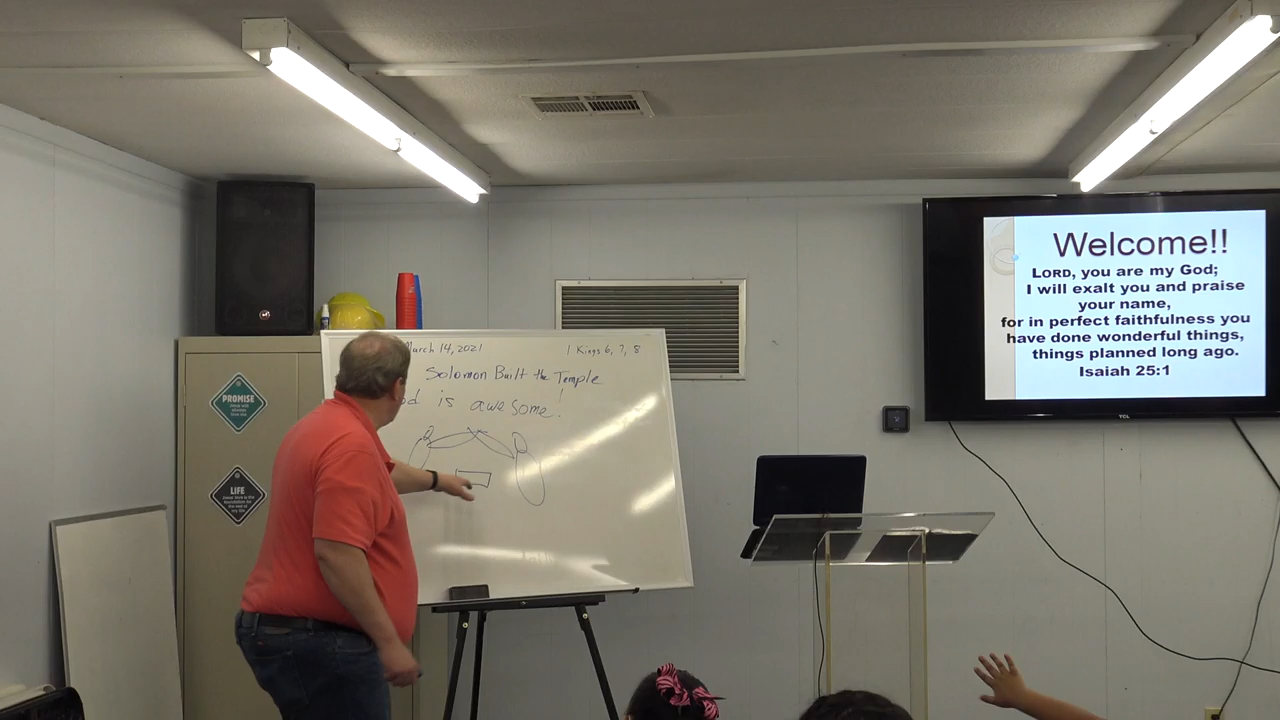 March 14, 2021
1 Kings 6, 7, 8
Solomon Built the Temple
is awesome!
PROMISE
LIFE
Welcome!!
LORD, you are my God;
I will exalt you and praise
your name,
for in perfect faithfulness you
have done wonderful things,
things planned long ago.
Isaiah 25:1
TCL